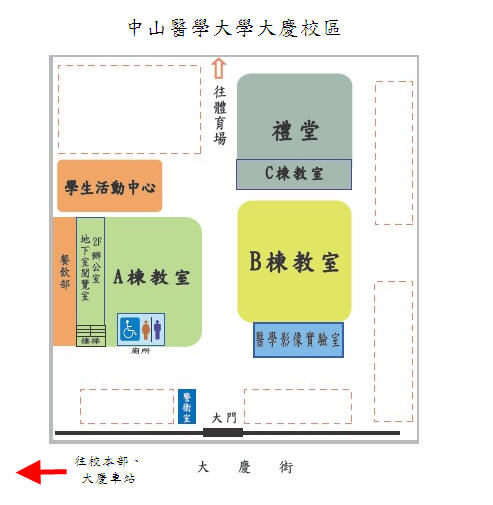 中山醫學大學大慶校區
往體育場
禮堂
C棟教室
學生活動中心
餐飲部
地下室閱覽室
2F辦公室
樓梯
A棟教室
廁所
B棟教室
醫學影像實驗室
警衛室
大門
往校本部、
大慶車站
大慶街